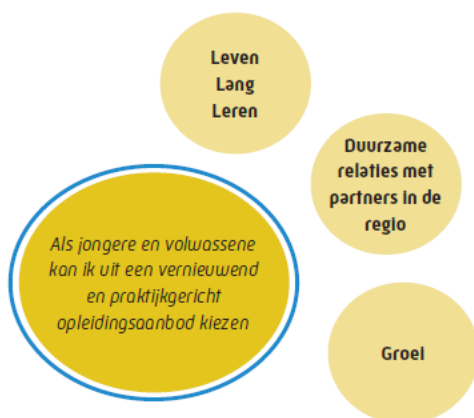 Leven
Lang
Leren
Duurzame
relaties met
partners in de
regio
Als jongere en volwassene
kan ik uit een vernieuwend
en praktijkgericht
opleidingsaanbod kiezen
Groei